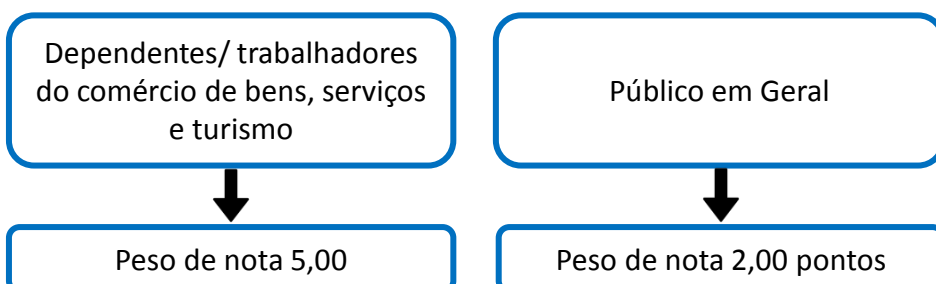 Dependentes/ trabalhadores
do comércio de bens, serviços
e turismo
Público em Geral
Peso de nota 5,00
Peso de nota 2,00 pontos